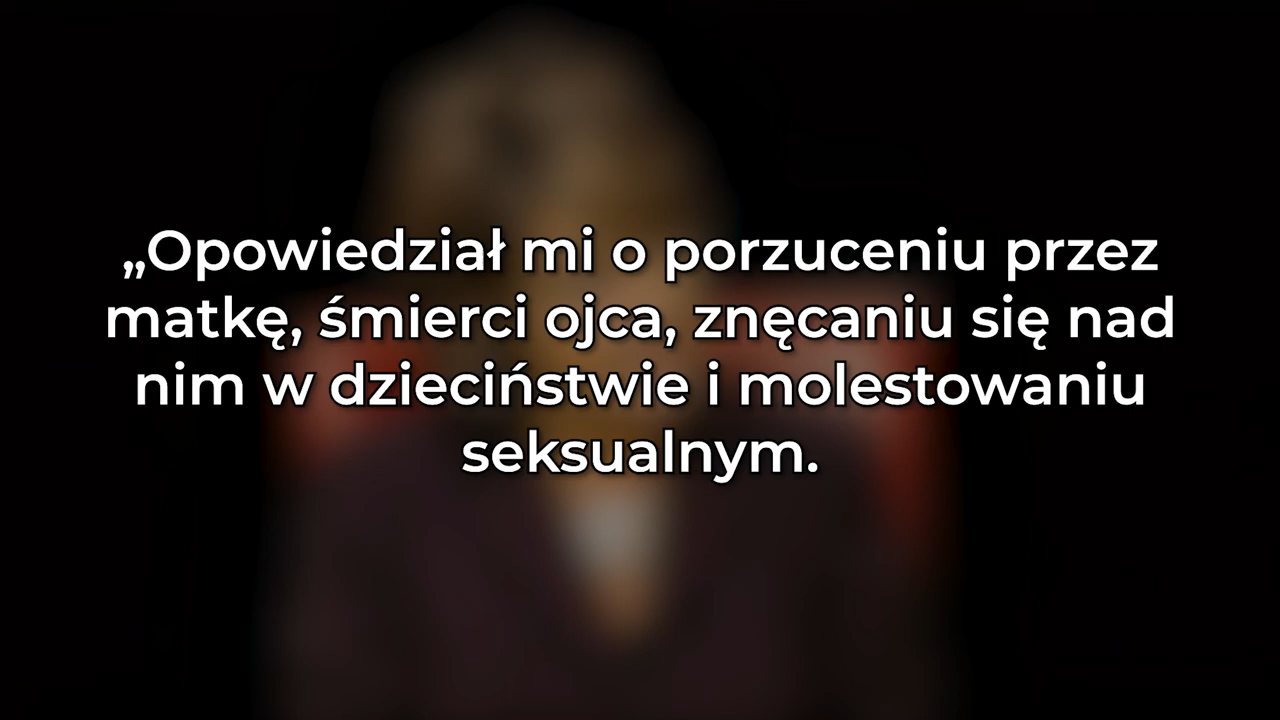 „Opowiedział mi o porzuceniu przez
matkę, śmierci ojca, znęcaniu się nad
nim w dzieciństwie i molestowaniu
seksualnym.